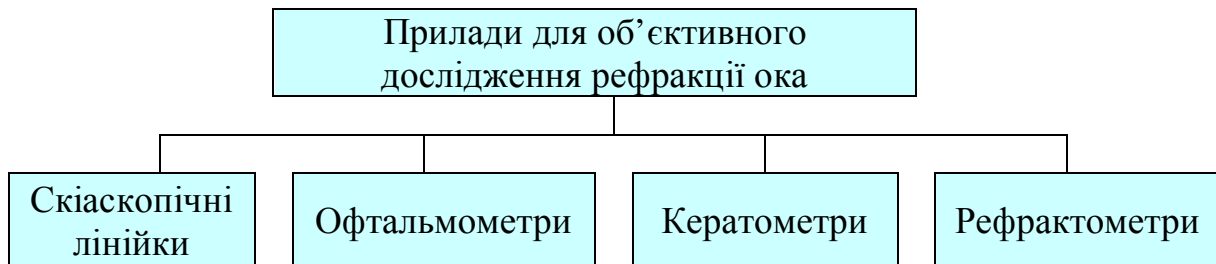 Прилади для об’єктивного
дослідження рефракції ока
Скіаскопічні
лінійки
Офтальмометри
Кератометри
Рефрактометри